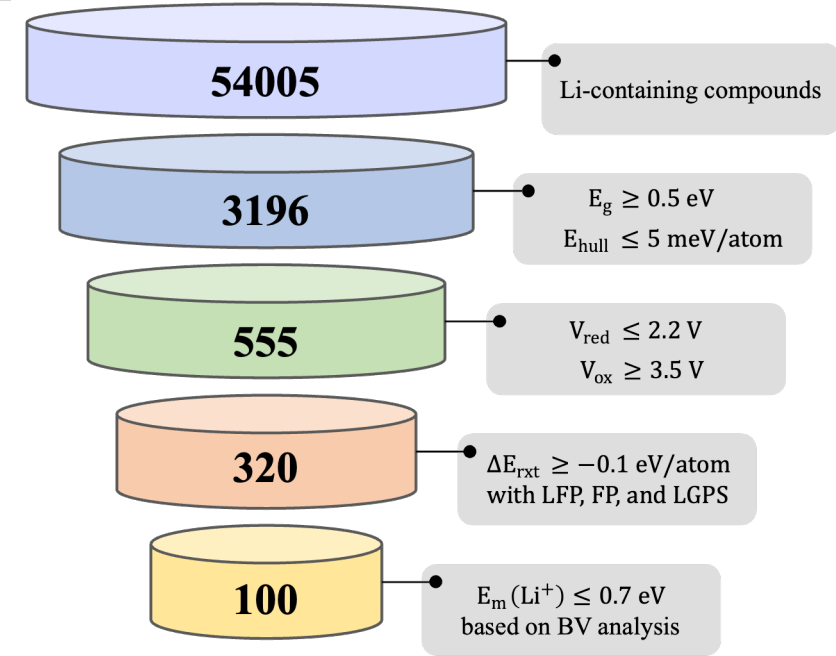 54005
Li-containing compounds
3196
E_g ≥ 0.5 eV
E_hull ≤ 5 meV/atom
555
V_red ≤ 2.2 V
V_ox ≥ 3.5 V
320
ΔE_rxt ≥ −0.1 eV/atom
with LFP, FP, and LGPS
100
E_m (Li⁺) ≤ 0.7 eV
based on BV analysis